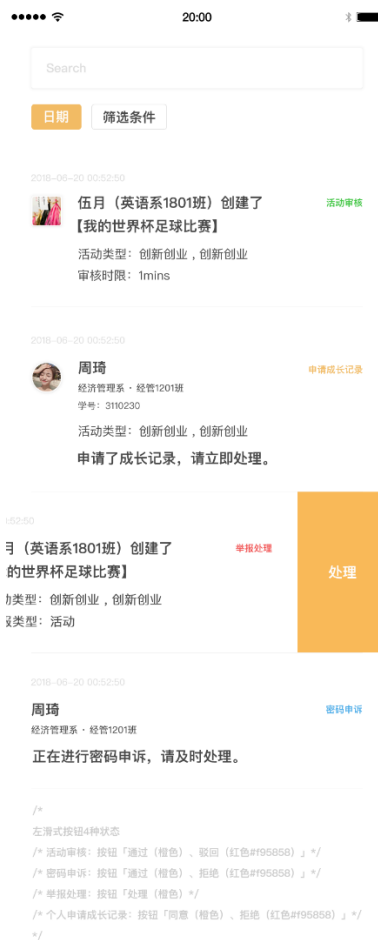 20:00
Search
日期 筛选条件
2018-06-20 00:52:50
伍月（英语系1801班）创建了 活动审核
【我的世界杯足球比赛】
活动类型：创新创业，创新创业
审核时限：1mins
2018-06-20 00:52:50
周琦 申请成长记录
经济管理系 · 经管1201班
学号：3110230
活动类型：创新创业，创新创业
申请了成长记录，请立即处理。
:52:50
（英语系1801班）创建了 举报处理
的世界杯足球比赛】 处理
类型：创新创业，创新创业
类型：活动
2018-06-20 00:52:50
周琦 密码申诉
经济管理系 · 经管1201班
正在进行密码申诉，请及时处理。
/*
左滑式按钮4种状态
/* 活动审核：按钮「通过（橙色）、驳回（红色#f95858）」*/
/* 密码申诉：按钮「通过（橙色）、拒绝（红色#f95858）」*/
/* 举报处理：按钮「处理（橙色）*/
/* 个人申请成长记录：按钮「同意（橙色）、拒绝（红色#f95858）」*/
*/